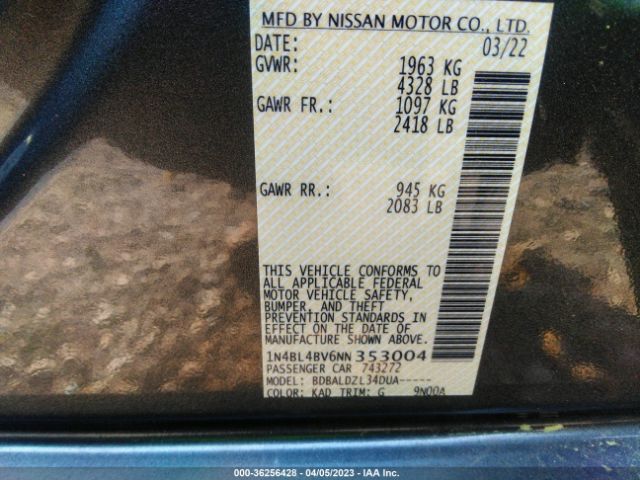 MFD BY NISSAN MOTOR CO., LTD.
DATE: 03/22
GVWR: 1963 KG
4328 LB
GAWR FR.: 1097 KG
2418 LB
GAWR RR.: 945 KG
2083 LB
THIS VEHICLE CONFORMS TO
ALL APPLICABLE FEDERAL
MOTOR VEHICLE SAFETY,
BUMPER, AND THEFT
PREVENTION STANDARDS IN
EFFECT ON THE DATE OF
MANUFACTURE SHOWN ABOVE.
1N4BL4BV6NN353004
PASSENGER CAR 743272
MODEL: BDBALDZL34DUA-----
COLOR: KAD TRIM: G 9N00A
000-36256428 - 04/05/2023 - IAA Inc.